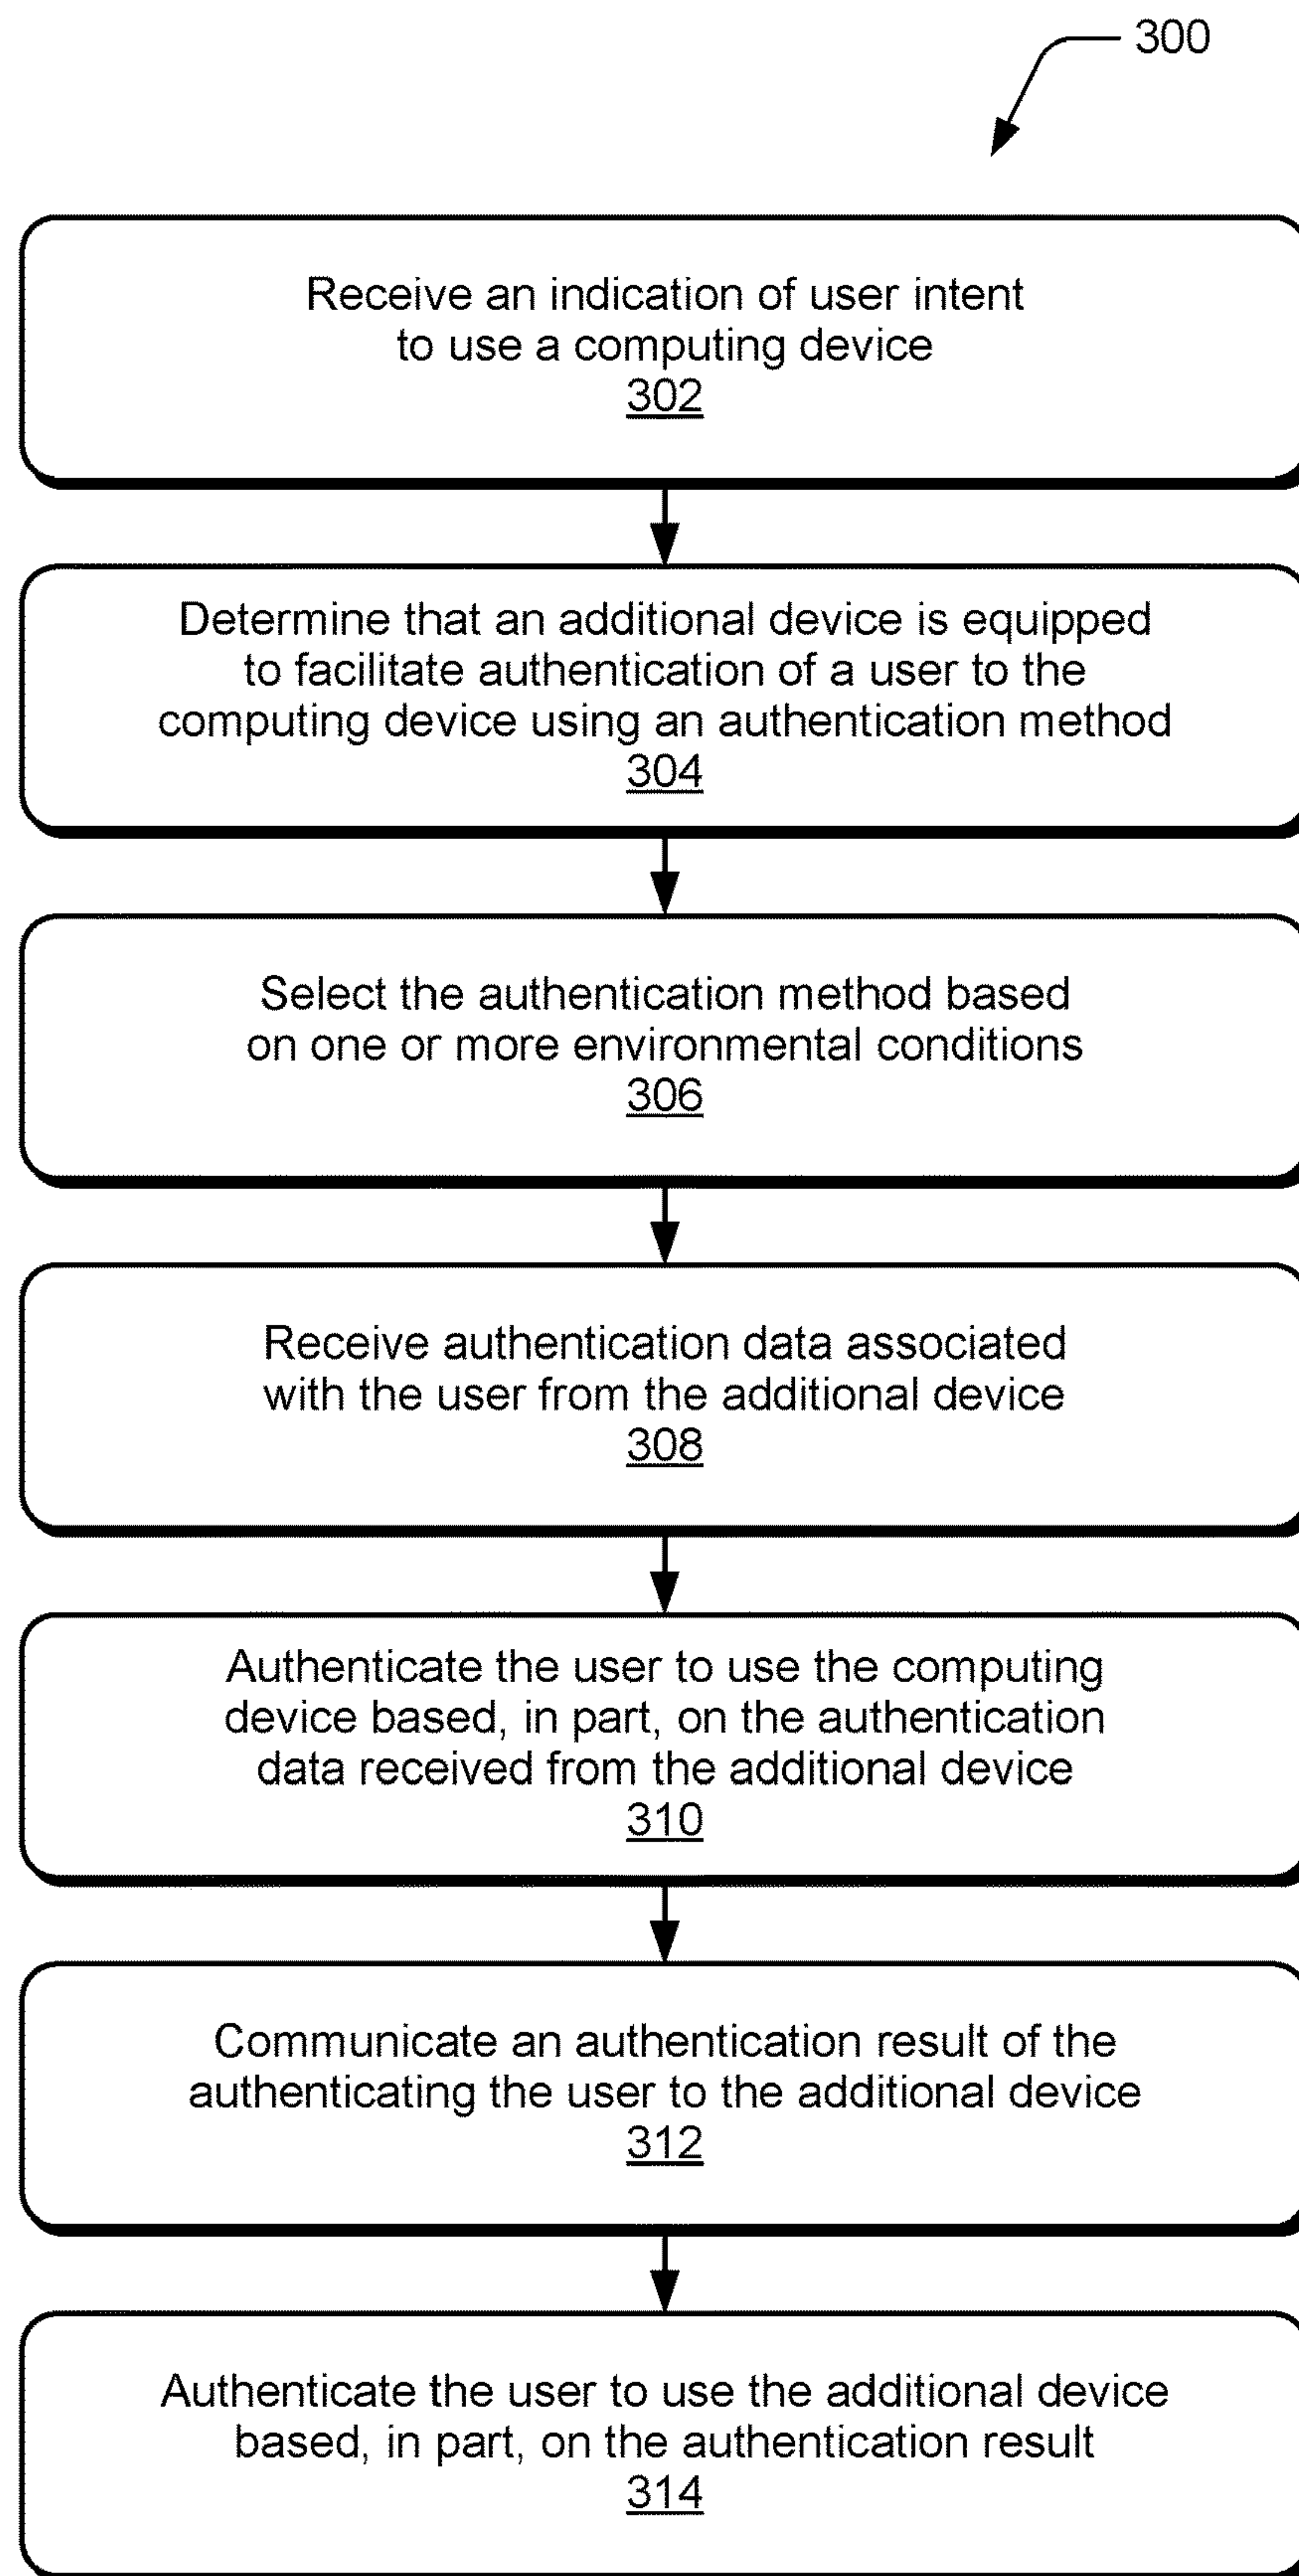 300
Receive an indication of user intent
to use a computing device
302
Determine that an additional device is equipped
to facilitate authentication of a user to the
computing device using an authentication method
304
Select the authentication method based
on one or more environmental conditions
306
Receive authentication data associated
with the user from the additional device
308
Authenticate the user to use the computing
device based, in part, on the authentication
data received from the additional device
310
Communicate an authentication result of the
authenticating the user to the additional device
312
Authenticate the user to use the additional device
based, in part, on the authentication result
314